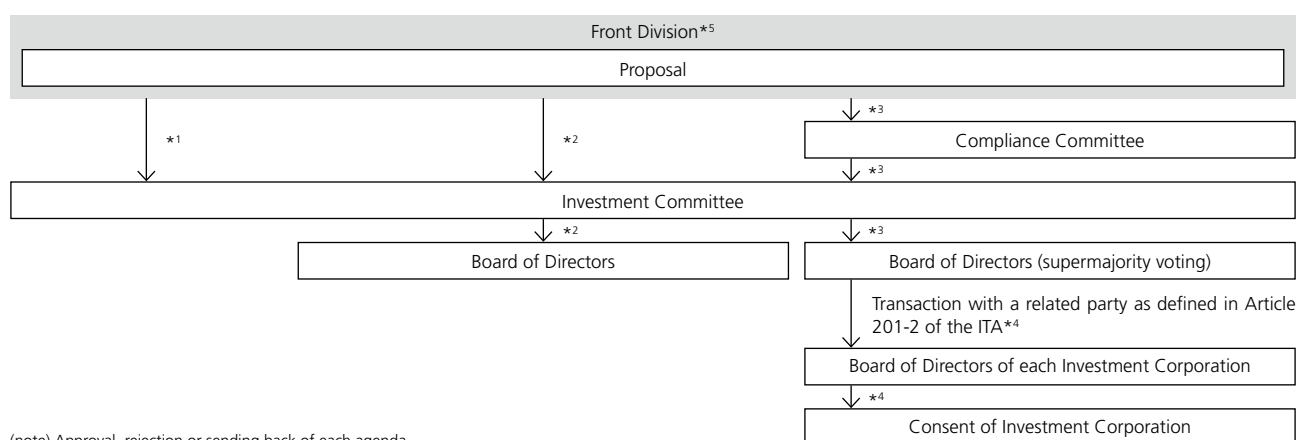 Front Division*5
Proposal
*3
*1
*2
Compliance Committee
*3
Investment Committee
*2
*3
Board of Directors
Board of Directors (supermajority voting)
Transaction with a related party as defined in Article
201-2 of the ITA*4
Board of Directors of each Investment Corporation
*4
Consent of Investment Corporation
(note) Approval, rejection or sending back of each agenda